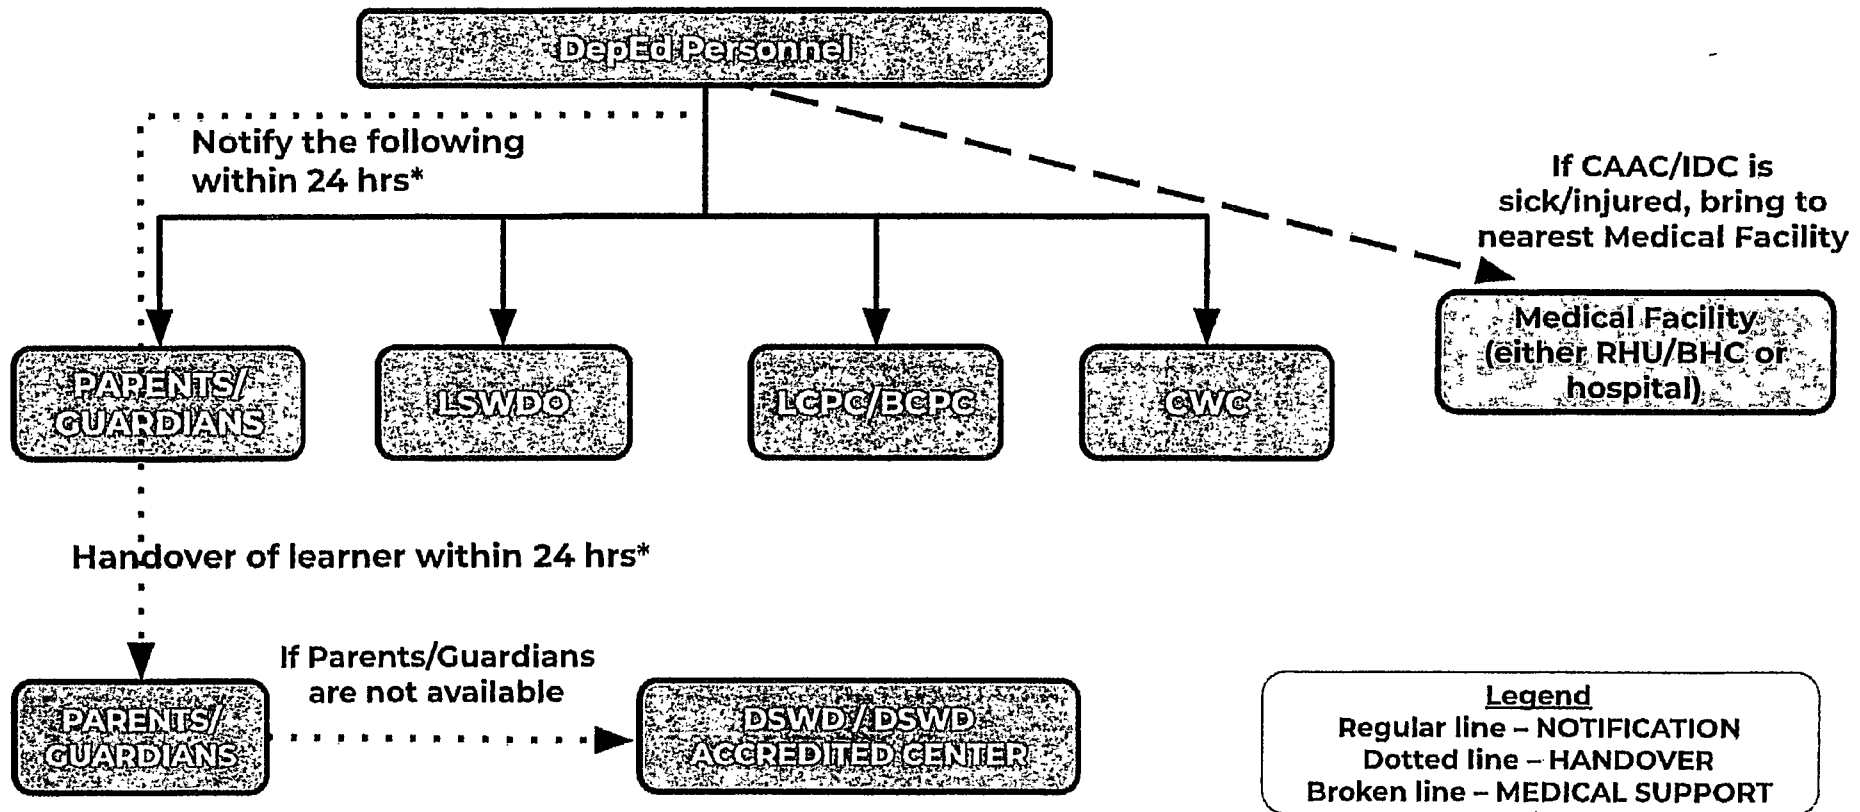 DepEd Personnel
Notify the following
within 24 hrs*
If CAAC/IDC is
sick/injured, bring to
nearest Medical Facility
Medical Facility
(either RHU/BHC or
hospital)
PARENTS/
GUARDIANS
LSWDO
LCPC/BCPC
CWC
Handover of learner within 24 hrs*
If Parents/Guardians
are not available
PARENTS/
GUARDIANS
DSWD / DSWD
ACCREDITED CENTER
Legend
Regular line – NOTIFICATION
Dotted line – HANDOVER
Broken line – MEDICAL SUPPORT